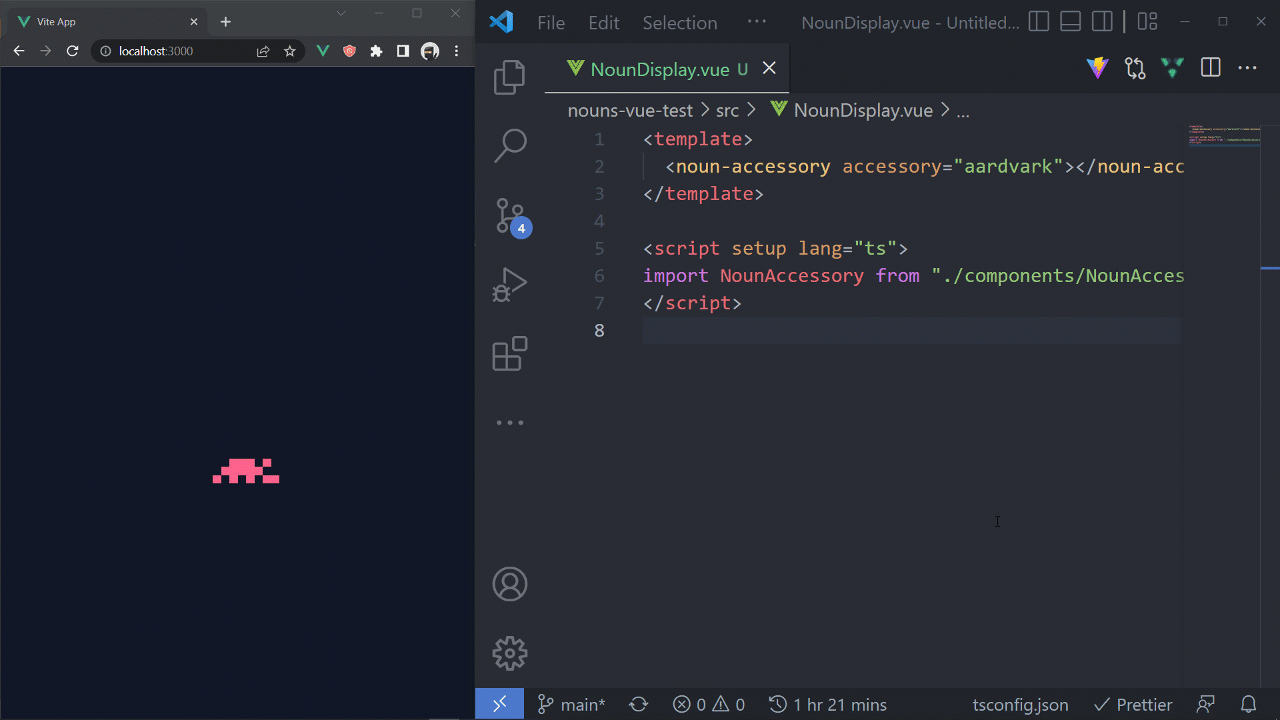 Vite App
localhost:3000
File Edit Selection ··· NounDisplay.vue - Untitled...
NounDisplay.vue U
nouns-vue-test > src > NounDisplay.vue > ...
1 <template>
2 <noun-accessory accessory="aardvark"></noun-acc
3 </template>
4
5 <script setup lang="ts">
6 import NounAccessory from "./components/NounAcces
7 </script>
8
4
main* 0 0 1 hr 21 mins tsconfig.json Prettier